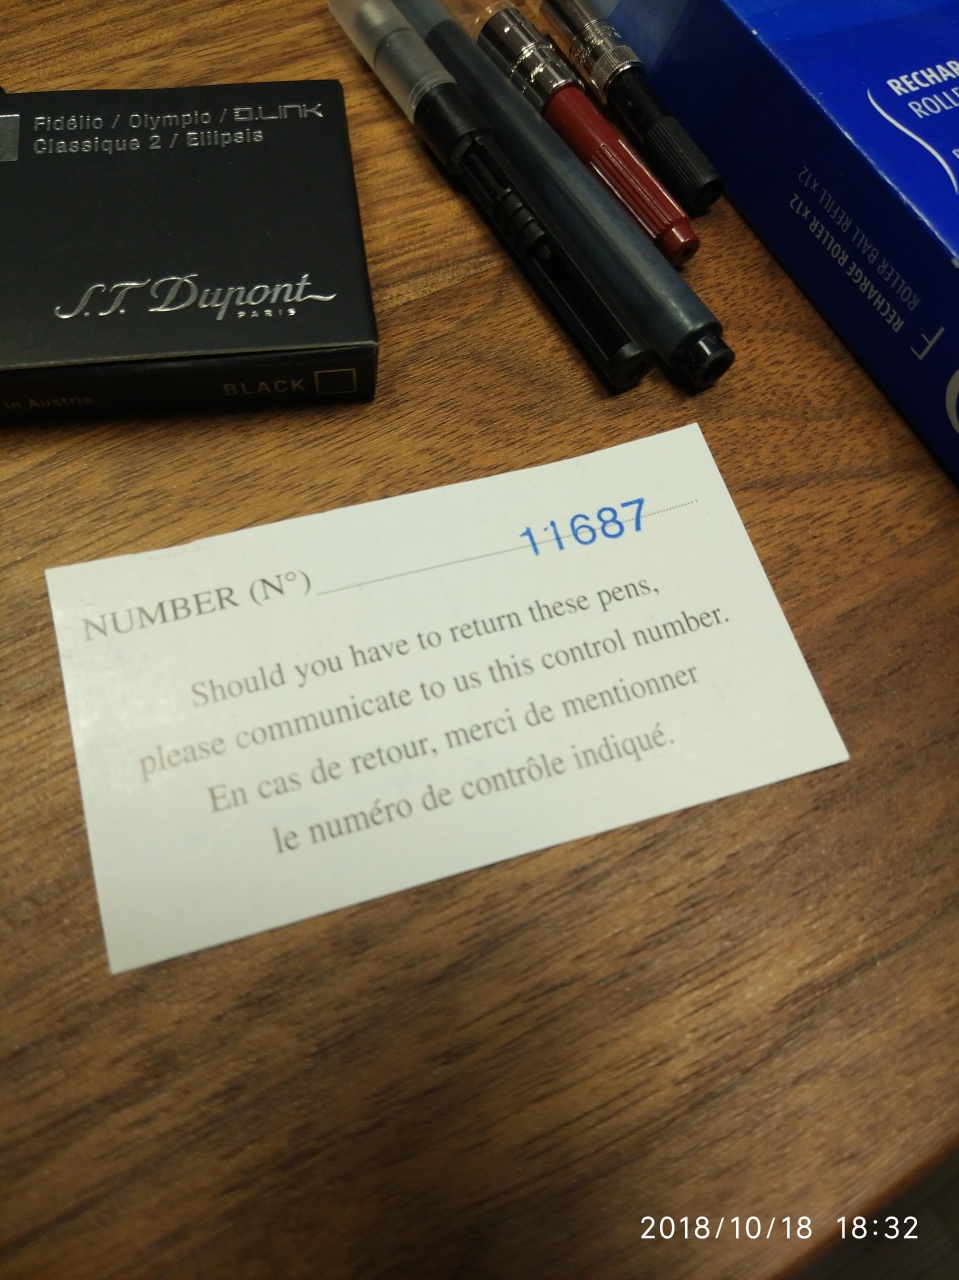 Fidélio / Olympio / D.LINK
Classique 2 / Ellipsis
S.T. Dupont
PARIS
in Austria
BLACK
RECHARGE ROLLER X12
ROLLER BALL REFILL X12
F
NUMBER (N°) 11687
Should you have to return these pens,
please communicate to us this control number.
En cas de retour, merci de mentionner
le numéro de contrôle indiqué.
2018/10/18 18:32